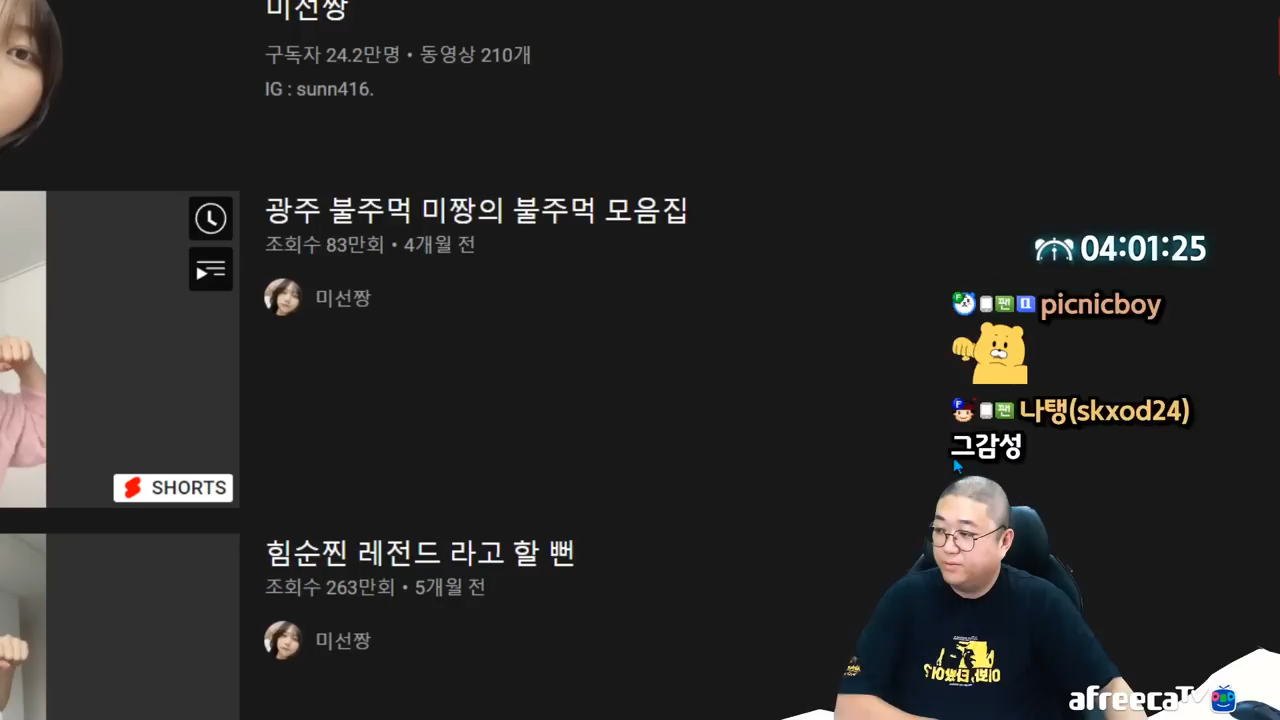 미선짱
구독자 24.2만명 • 동영상 210개
IG : sunn416.
광주 불주먹 미짱의 불주먹 모음집
조회수 83만회 • 4개월 전
미선짱
SHORTS
힘순찐 레전드 라고 할 뻔
조회수 263만회 • 5개월 전
미선짱
04:01:25
F 팬 picnicboy
F 팬 나탱(skxod24)
그감성
afreecaTV